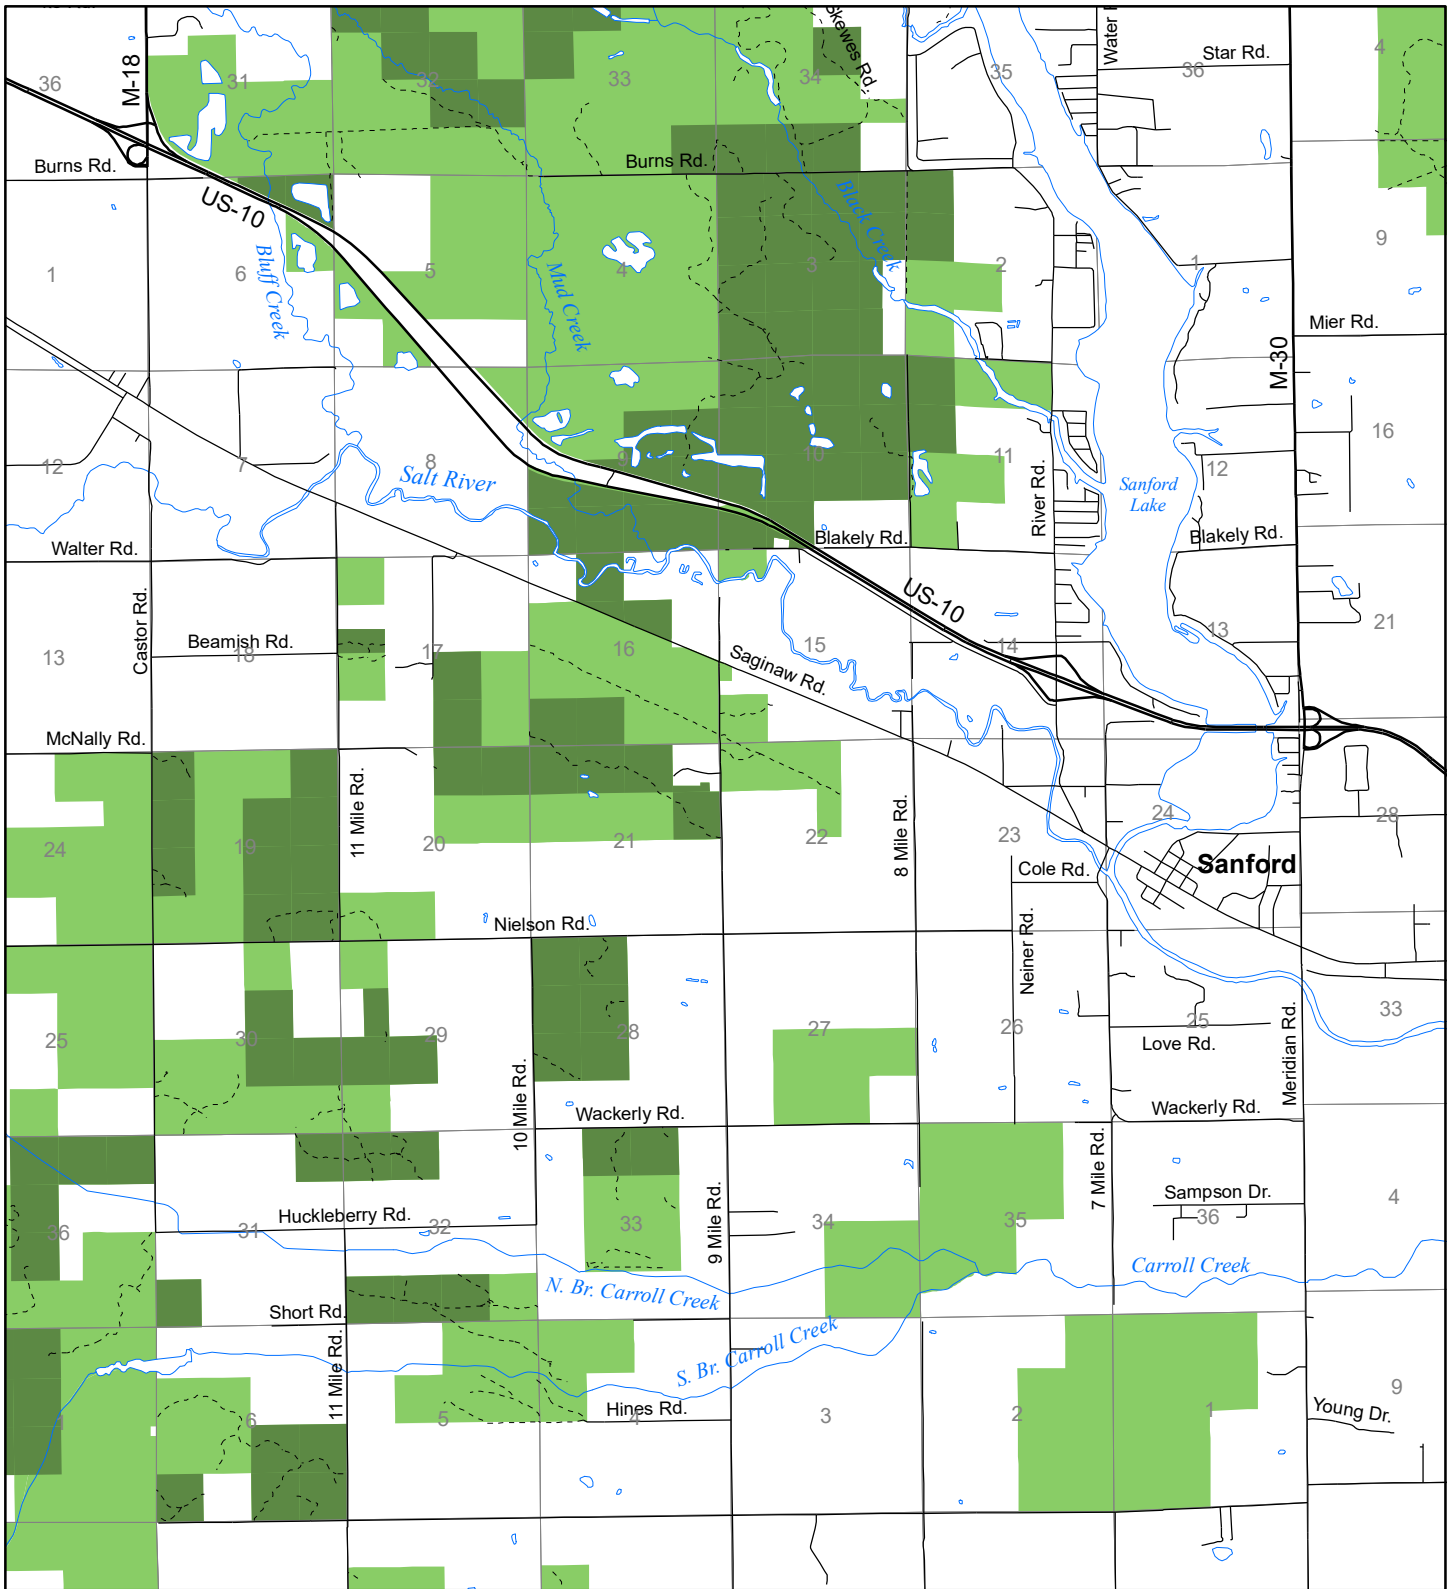 Skewes Rd.
Water
M-18
36
31
32
33
34
35
36
Star Rd.
4
Burns Rd.
Burns Rd.
US-10
Black Creek
Bluff Creek
Mud Creek
1
6
5
4
3
2
1
9
Mier Rd.
M-30
12
7
8
9
10
11
12
16
Salt River
River Rd.
Sanford
Lake
Walter Rd.
Blakely Rd.
Blakely Rd.
US-10
Castor Rd.
Beamish Rd.
13
18
17
16
15
14
13
21
Saginaw Rd.
McNally Rd.
11 Mile Rd.
8 Mile Rd.
24
19
20
21
22
23
24
28
Cole Rd.
Sanford
Nielson Rd.
Neiner Rd.
25
30
29
28
27
26
25
33
Love Rd.
Meridian Rd.
10 Mile Rd.
Wackerly Rd.
Wackerly Rd.
7 Mile Rd.
Sampson Dr.
Huckleberry Rd.
9 Mile Rd.
36
31
32
33
34
35
36
4
Carroll Creek
N. Br. Carroll Creek
Short Rd.
S. Br. Carroll Creek
11 Mile Rd.
1
6
5
4
3
2
1
9
Hines Rd.
Young Dr.